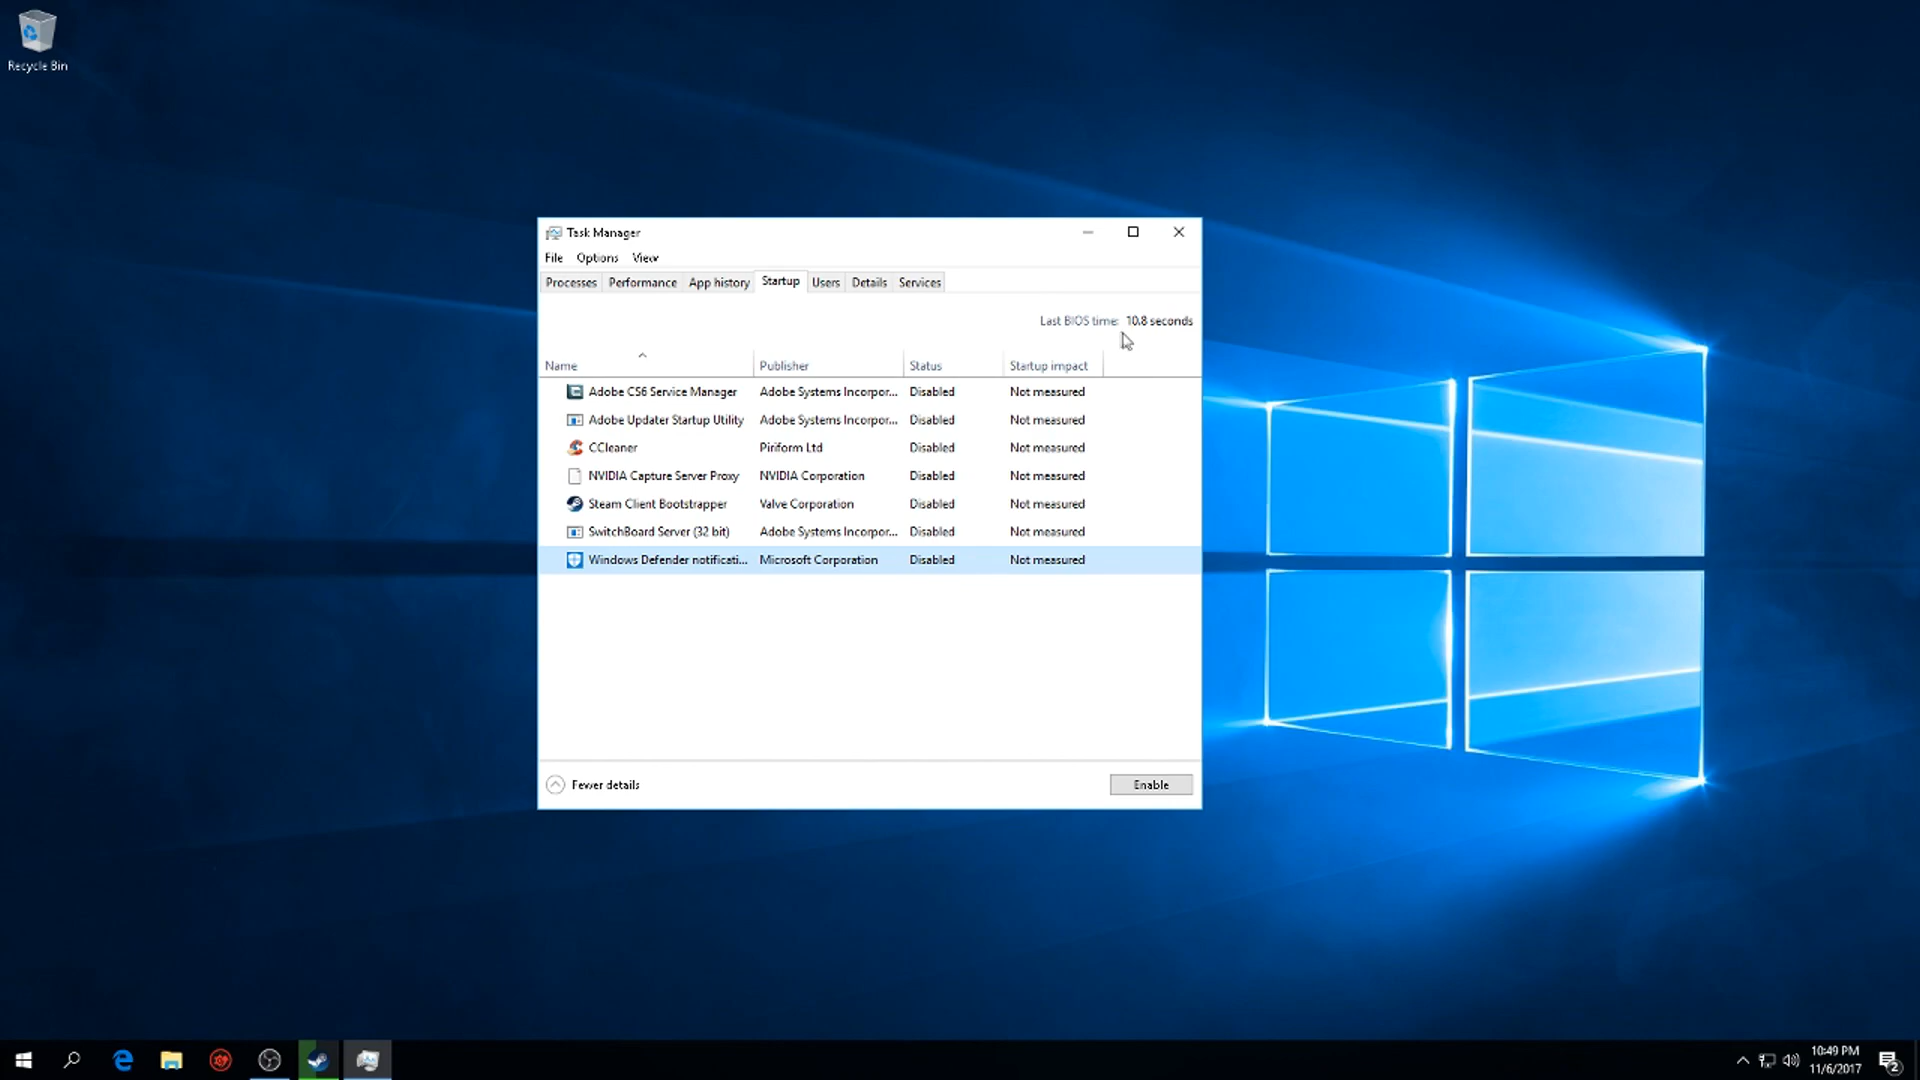 Recycle Bin
Task Manager
File Options View
Processes Performance App history Startup Users Details Services
Last BIOS time: 10.8 seconds
Name Publisher Status Startup impact
Adobe CS6 Service Manager Adobe Systems Incorpor... Disabled Not measured
Adobe Updater Startup Utility Adobe Systems Incorpor... Disabled Not measured
CCleaner Piriform Ltd Disabled Not measured
NVIDIA Capture Server Proxy NVIDIA Corporation Disabled Not measured
Steam Client Bootstrapper Valve Corporation Disabled Not measured
SwitchBoard Server (32 bit) Adobe Systems Incorpor... Disabled Not measured
Windows Defender notificati... Microsoft Corporation Disabled Not measured
Fewer details Enable
10:49 PM
11/6/2017
2